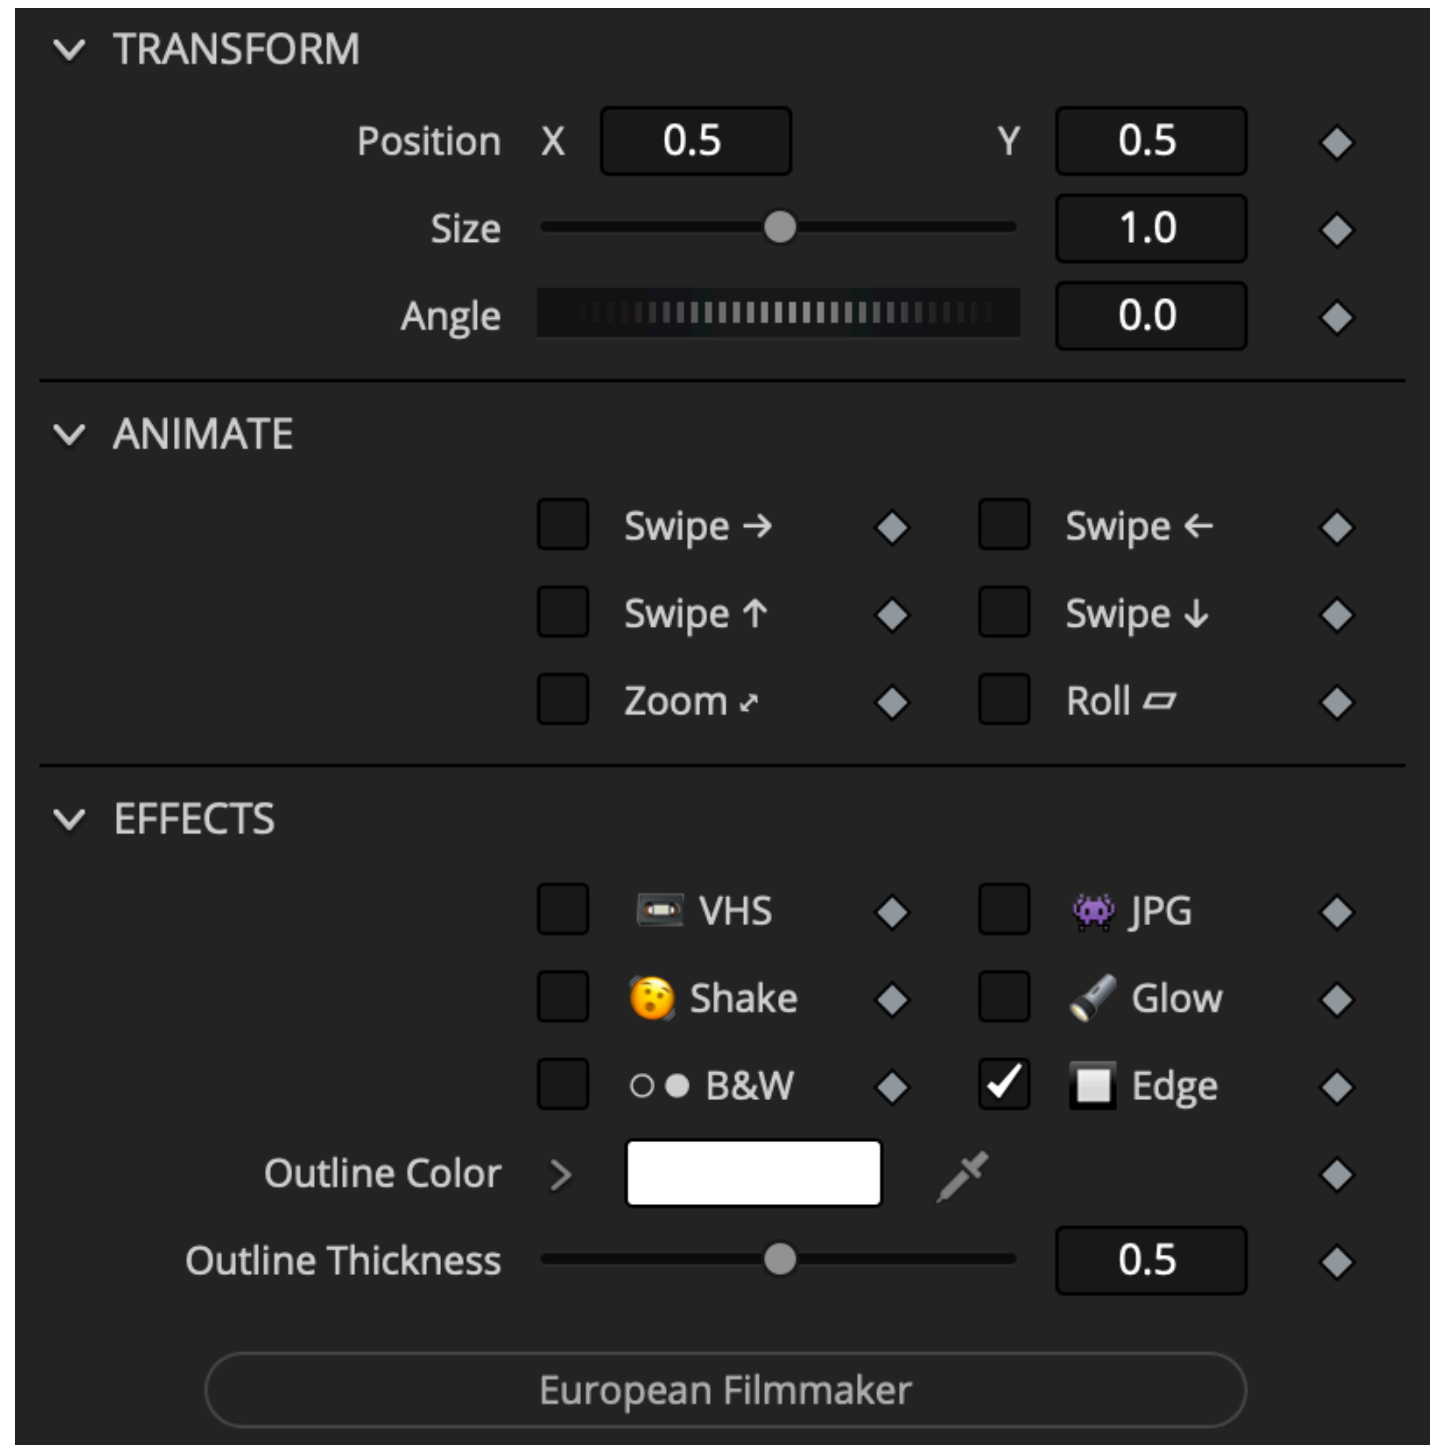 TRANSFORM
Position X 0.5 Y 0.5
Size 1.0
Angle 0.0
ANIMATE
Swipe → Swipe ←
Swipe ↑ Swipe ↓
Zoom ⤢ Roll ▱
EFFECTS
📼 VHS 👾 JPG
🫨 Shake 🔦 Glow
○● B&W 🔲 Edge
Outline Color
Outline Thickness 0.5
European Filmmaker